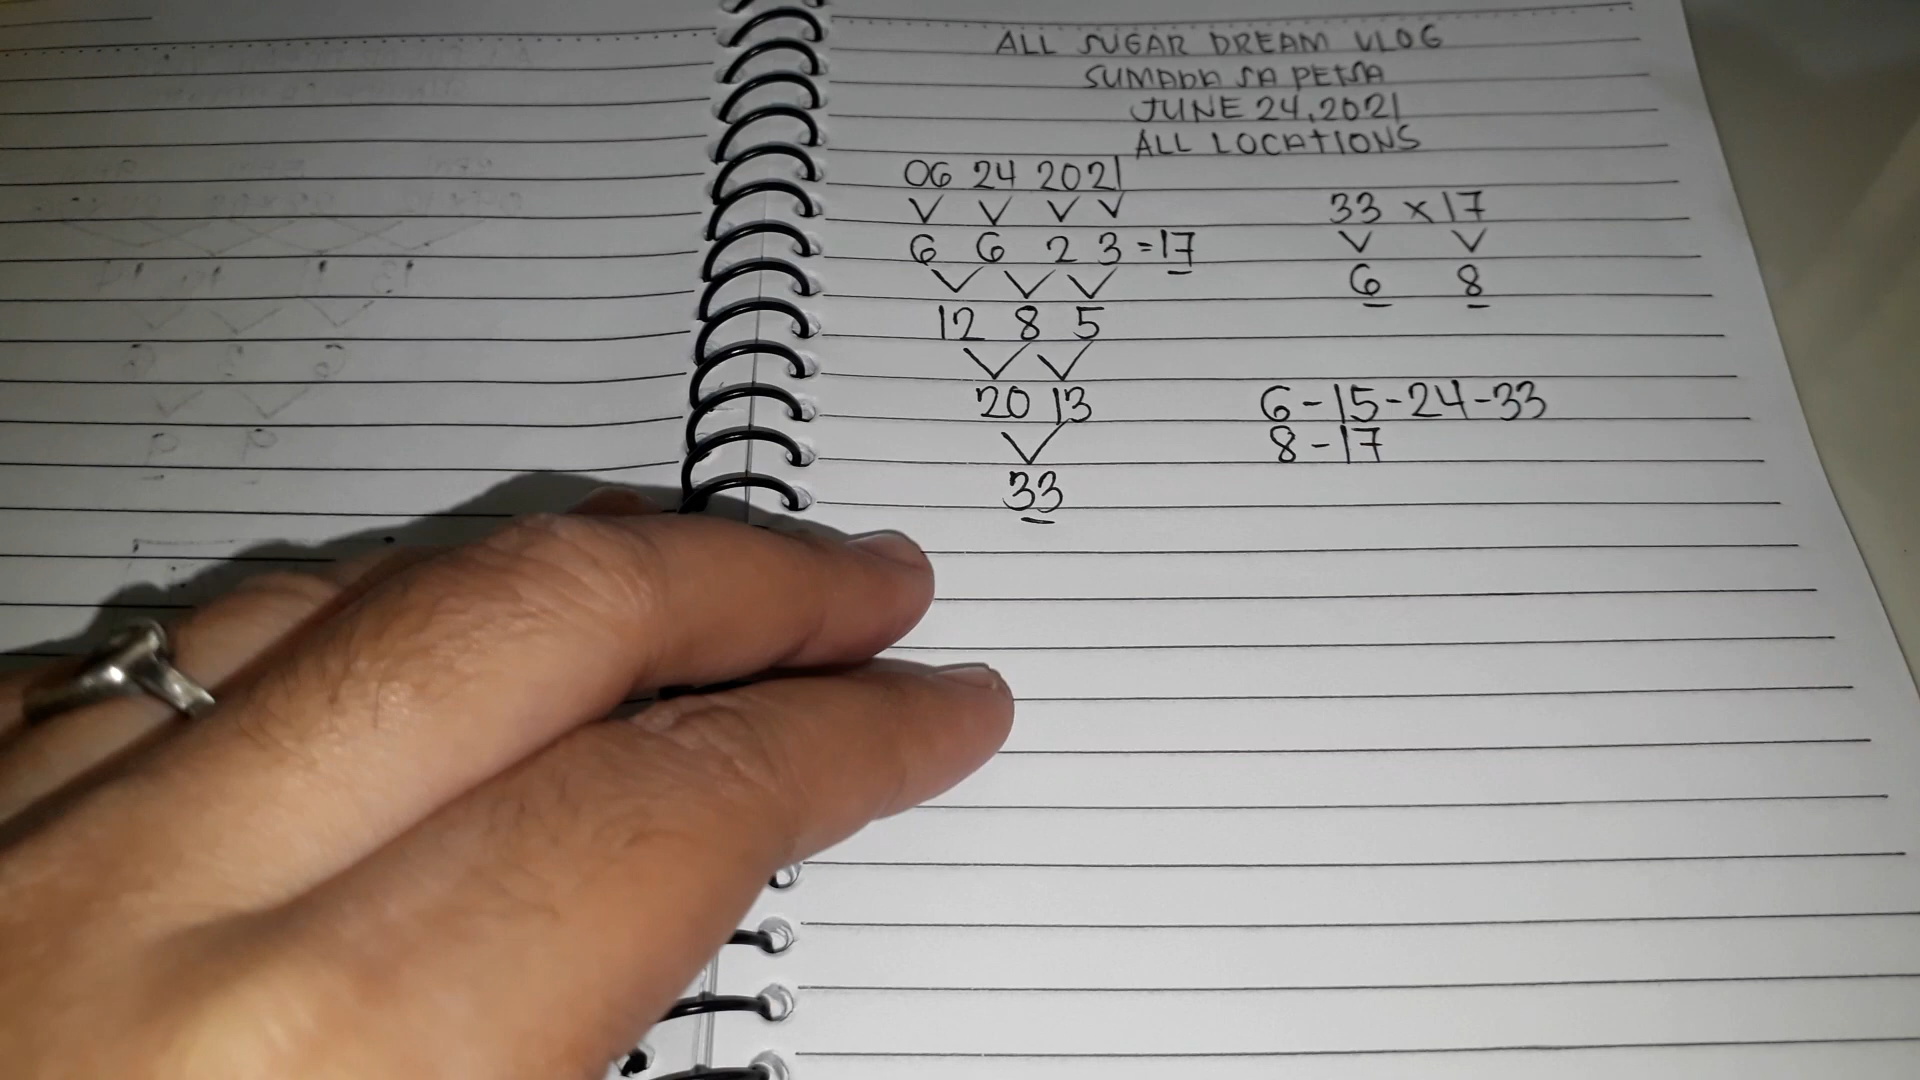 ALL SUGAR DREAM VLOG
SUMADA SA PETSA
JUNE 24, 2021
ALL LOCATIONS
06 24 2021
6 6 2 3 = 17
12 8 5
20 13
33
33 x 17
6 8
6-15-24-33
8-17